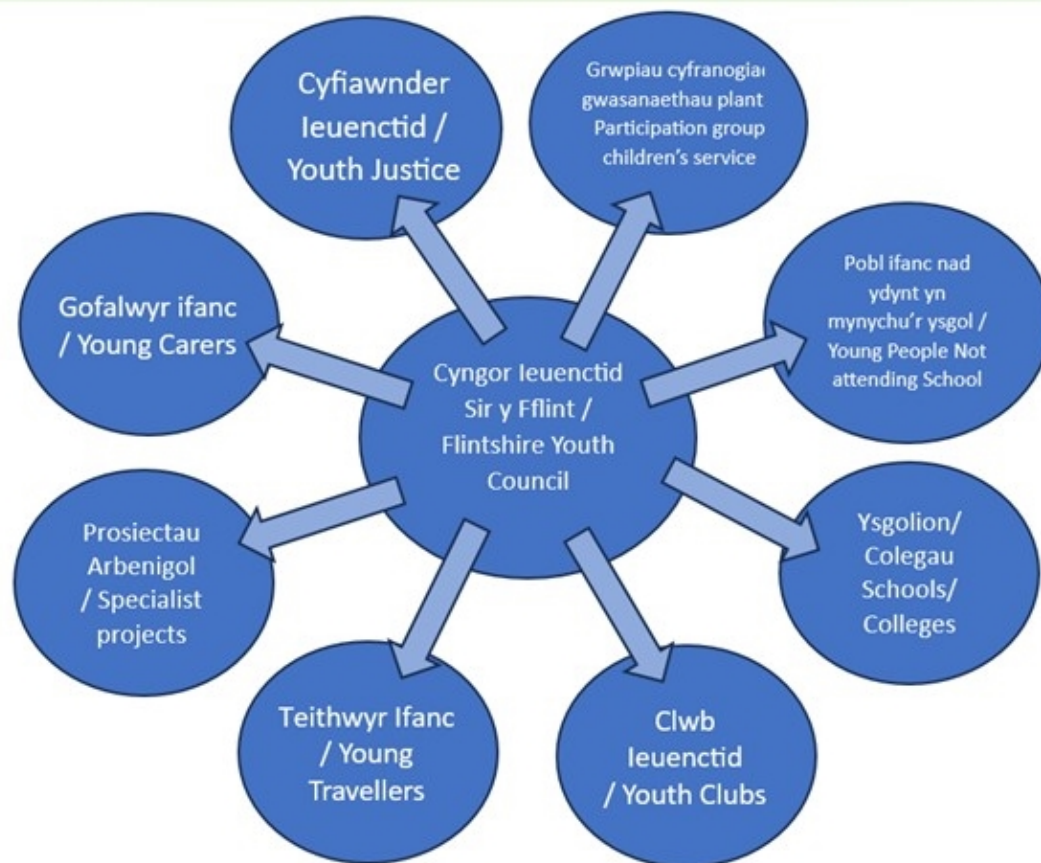 Cyfiawnder
Ieuenctid /
Youth Justice
Grwpiau
gwasanaethau plant
Participation group
children's service
Pobl ifanc nad
ydynt yn
mynychu'r ysgol /
Young People Not
attending School
Gofalwyr ifanc
/ Young Carers
Cyngor Ieuenctid
Sir y Fflint /
Flintshire Youth
Council
Prosiectau
Arbenigol
/ Specialist
projects
Ysgolion/
Colegau
Schools/
Colleges
Teithwyr Ifanc
/ Young
Travellers
Clwb
Ieuenctid
/ Youth Clubs